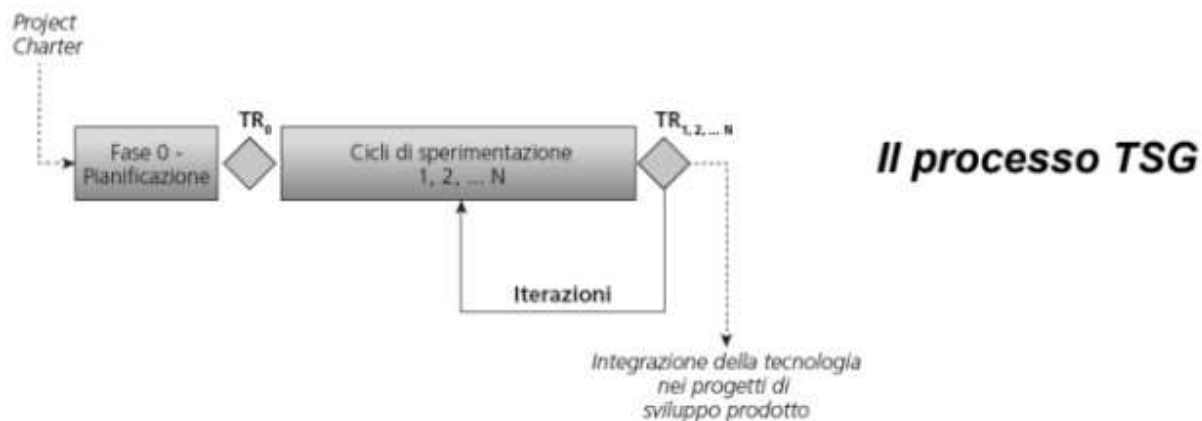 Project
Charter
TR0
TR1, 2, ... N
Fase 0 -
Pianificazione
Cicli di sperimentazione
1, 2, ... N
Il processo TSG
Iterazioni
Integrazione della tecnologia
nei progetti di
sviluppo prodotto